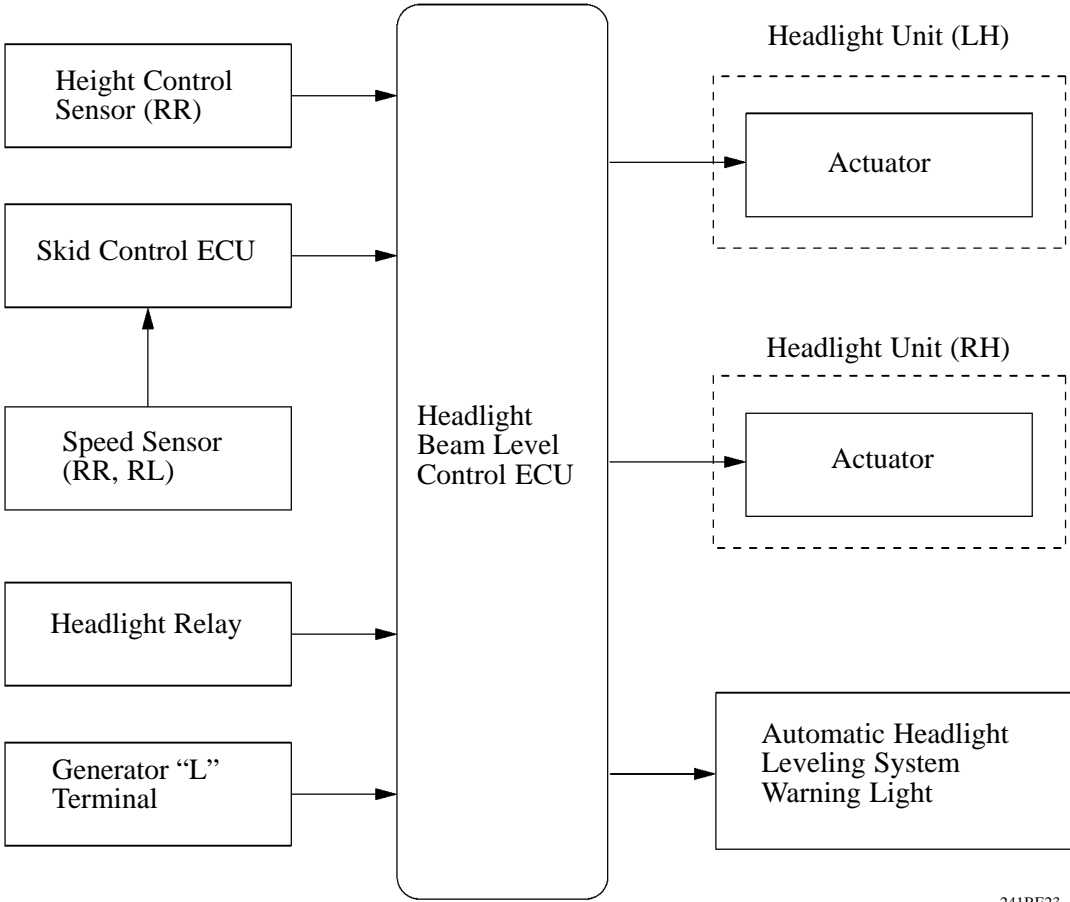 Headlight Unit (LH)
Height Control
Sensor (RR)
Actuator
Skid Control ECU
Headlight Unit (RH)
Speed Sensor
(RR, RL)
Headlight
Beam Level
Control ECU
Actuator
Headlight Relay
Automatic Headlight
Leveling System
Warning Light
Generator “L”
Terminal